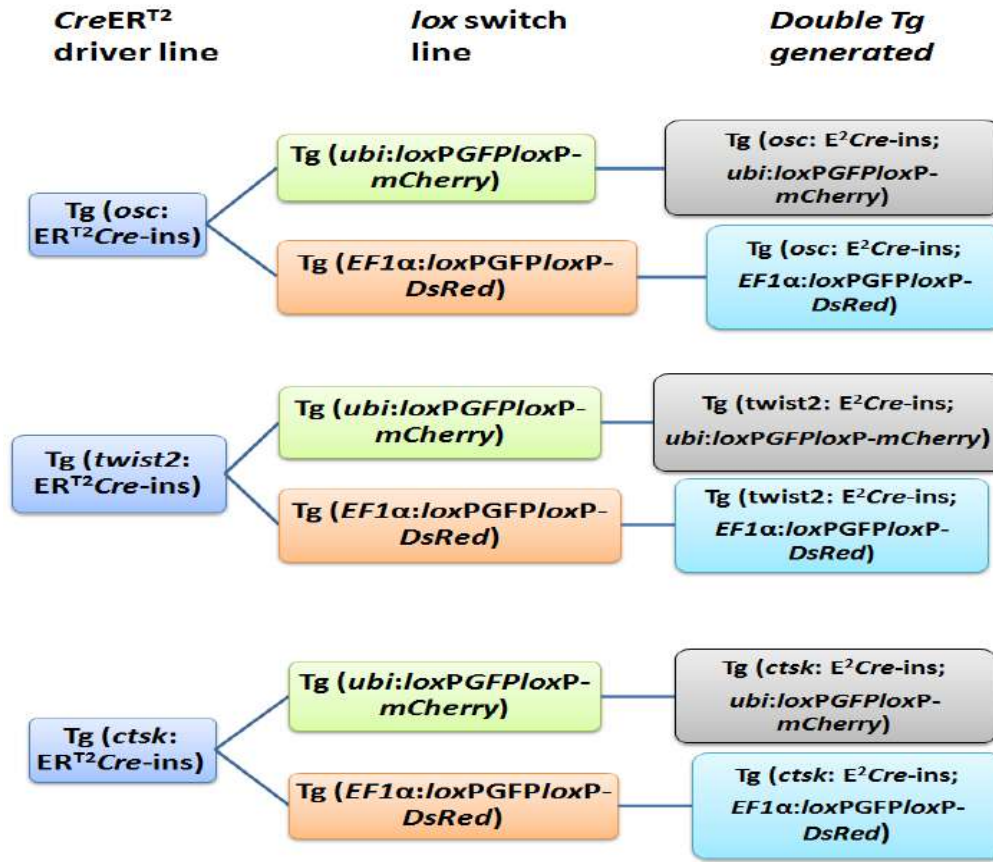 CreERᵀ² driver line
lox switch line
Double Tg generated
Tg (osc:
ERᵀ²Cre-ins)
Tg (ubi:loxPGFPloxP-
mCherry)
Tg (osc: E²Cre-ins;
ubi:loxPGFPloxP-
mCherry)
Tg (EF1α:loxPGFPloxP-
DsRed)
Tg (osc: E²Cre-ins;
EF1α:loxPGFPloxP-
DsRed)
Tg (twist2:
ERᵀ²Cre-ins)
Tg (ubi:loxPGFPloxP-
mCherry)
Tg (twist2: E²Cre-ins;
ubi:loxPGFPloxP-mCherry)
Tg (EF1α:loxPGFPloxP-
DsRed)
Tg (twist2: E²Cre-ins;
EF1α:loxPGFPloxP-
DsRed)
Tg (ctsk:
ERᵀ²Cre-ins)
Tg (ubi:loxPGFPloxP-
mCherry)
Tg (ctsk: E²Cre-ins;
ubi:loxPGFPloxP-
mCherry)
Tg (EF1α:loxPGFPloxP-
DsRed)
Tg (ctsk: E²Cre-ins;
EF1α:loxPGFPloxP-
DsRed)